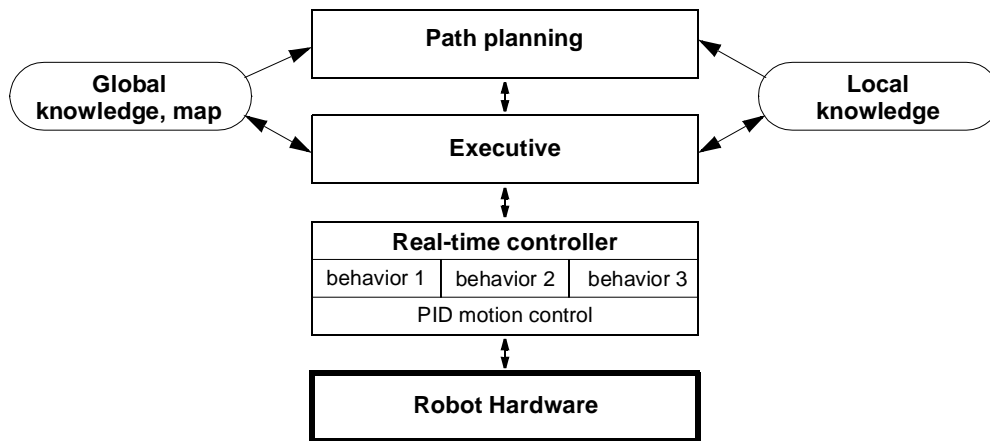 Path planning
Global
knowledge, map
Local
knowledge
Executive
Real-time controller
behavior 1
behavior 2
behavior 3
PID motion control
Robot Hardware